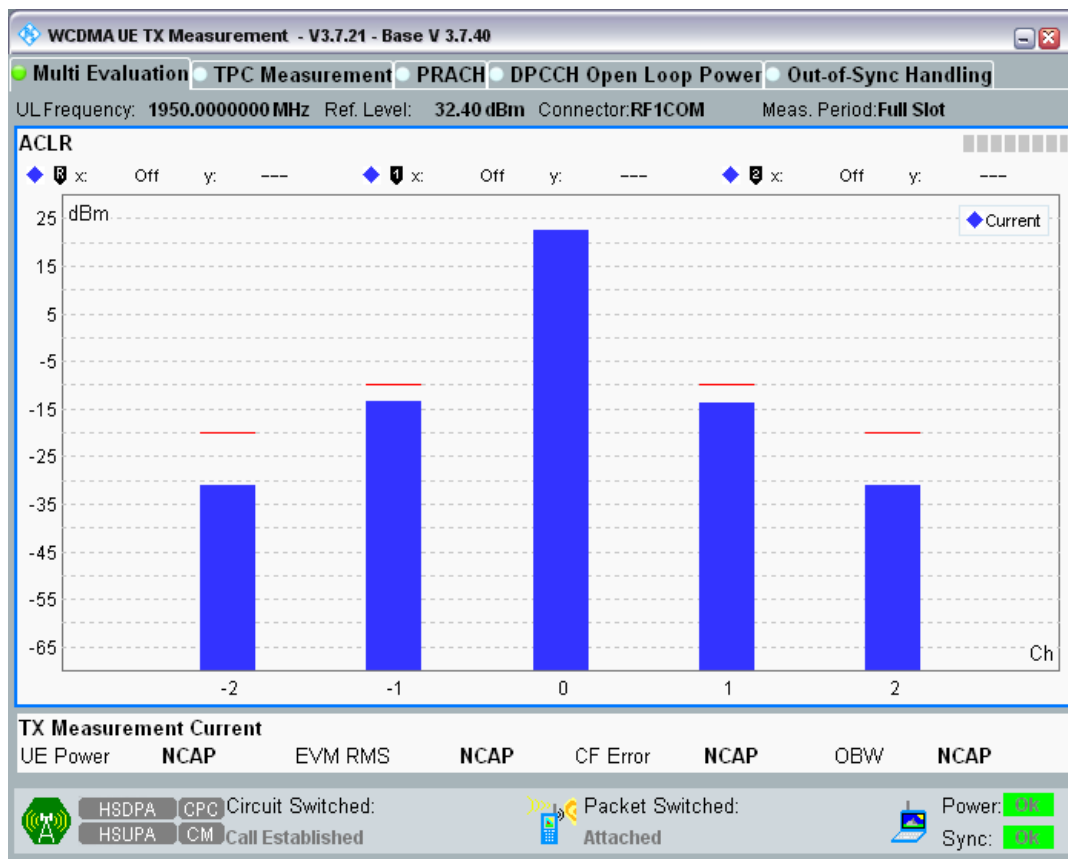 WCDMA UE TX Measurement - V3.7.21 - Base V 3.7.40
Multi Evaluation TPC Measurement PRACH DPCCH Open Loop Power Out-of-Sync Handling
UL Frequency: 1950.0000000 MHz Ref. Level: 32.40 dBm Connector:RF1COM Meas. Period:Full Slot
ACLR
R x: Off y: --- 1 x: Off y: --- 2 x: Off y: ---
dBm
Current
25
15
5
-5
-15
-25
-35
-45
-55
-65
Ch
-2 -1 0 1 2
TX Measurement Current
UE Power NCAP EVM RMS NCAP CF Error NCAP OBW NCAP
HSDPA CPC Circuit Switched: Packet Switched: Power: Ok
HSUPA CM Call Established Attached Sync: Ok